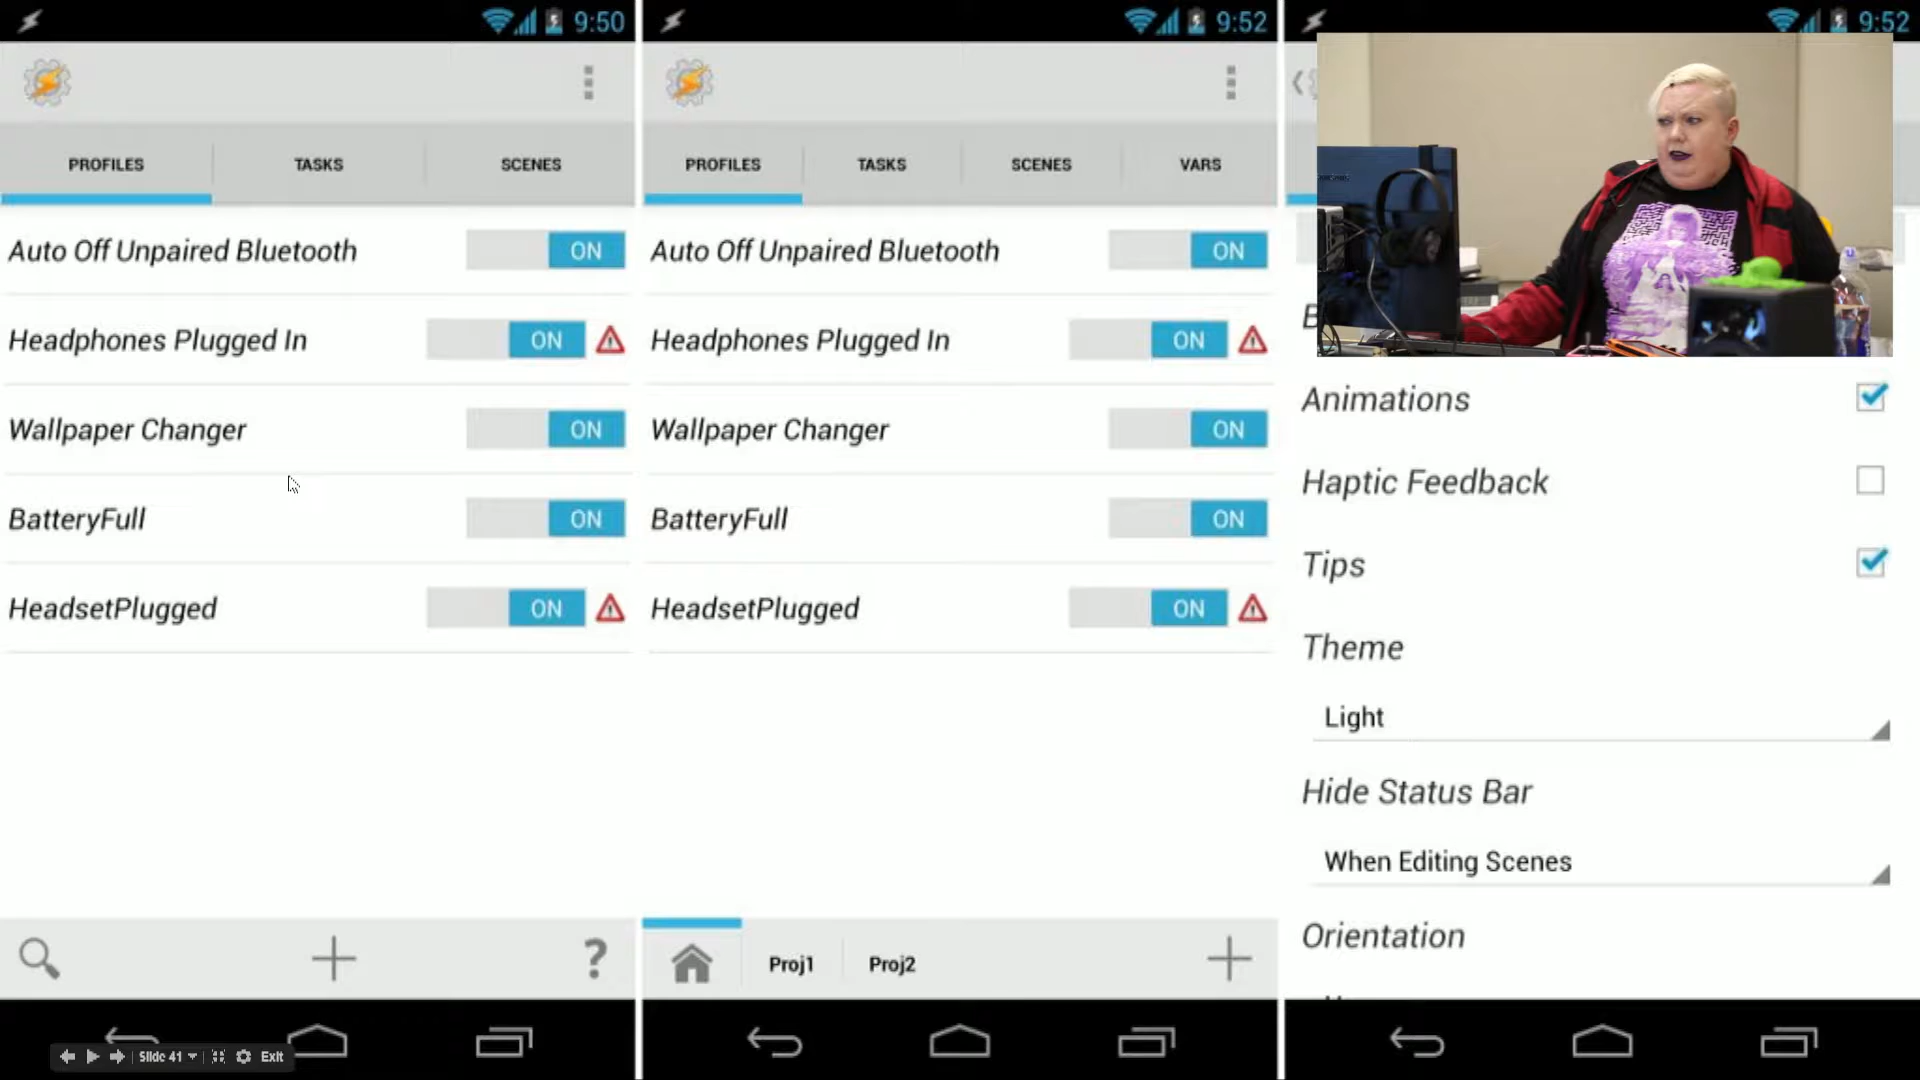 9:50
PROFILES TASKS SCENES
Auto Off Unpaired Bluetooth ON
Headphones Plugged In ON
Wallpaper Changer ON
BatteryFull ON
HeadsetPlugged ON
?
Slide 41 Exit
9:52
PROFILES TASKS SCENES VARS
Auto Off Unpaired Bluetooth ON
Headphones Plugged In ON
Wallpaper Changer ON
BatteryFull ON
HeadsetPlugged ON
Proj1 Proj2
9:52
Animations
Haptic Feedback
Tips
Theme
Light
Hide Status Bar
When Editing Scenes
Orientation